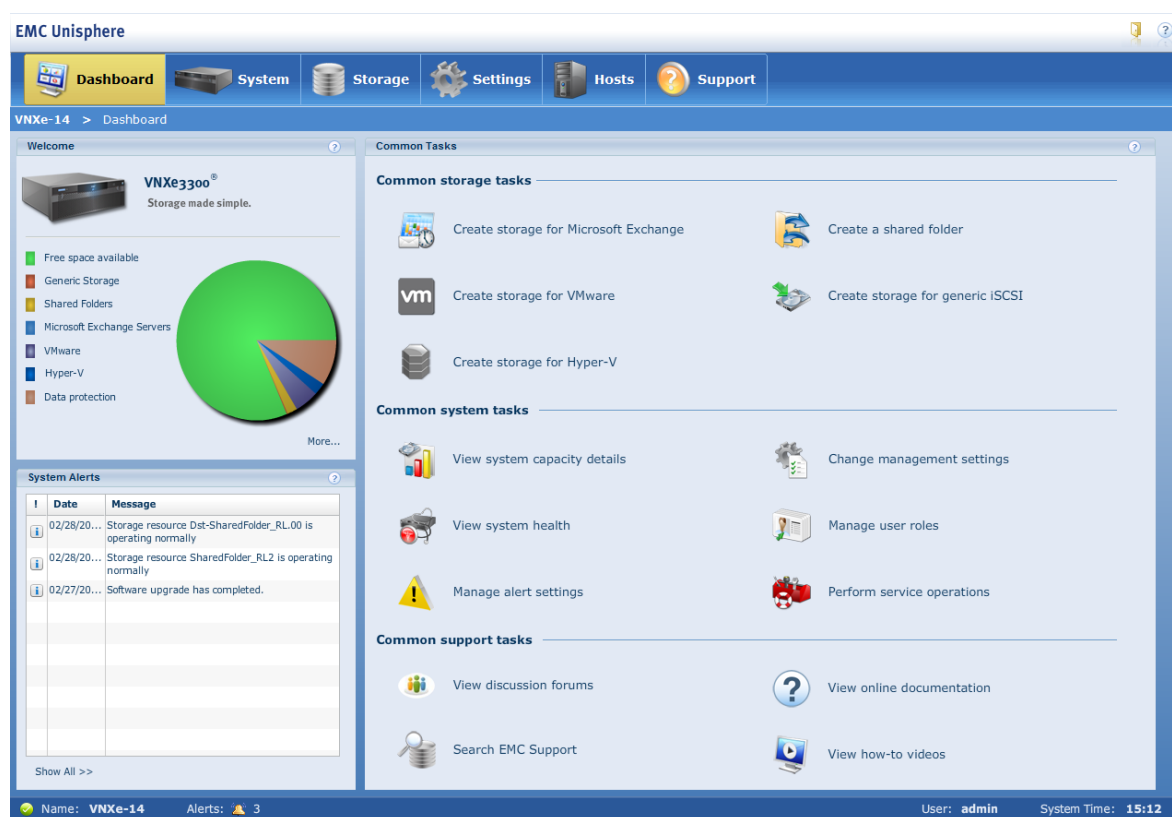 EMC Unisphere
?
Dashboard
System
Storage
Settings
Hosts
? Support
VNXe-14 > Dashboard
Welcome ?
VNXe3300®
Storage made simple.
Free space available
Generic Storage
Shared Folders
Microsoft Exchange Servers
VMware
Hyper-V
Data protection
More...
System Alerts ?
! Date Message
i 02/28/20... Storage resource Dst-SharedFolder_RL.00 is
operating normally
i 02/28/20... Storage resource SharedFolder_RL2 is operating
normally
i 02/27/20... Software upgrade has completed.
Show All >>
Common Tasks ?
Common storage tasks
Create storage for Microsoft Exchange
Create a shared folder
vm Create storage for VMware
Create storage for generic iSCSI
Create storage for Hyper-V
Common system tasks
View system capacity details
Change management settings
View system health
Manage user roles
! Manage alert settings
Perform service operations
Common support tasks
View discussion forums
? View online documentation
Search EMC Support
View how-to videos
Name: VNXe-14 Alerts: 3 User: admin System Time: 15:12